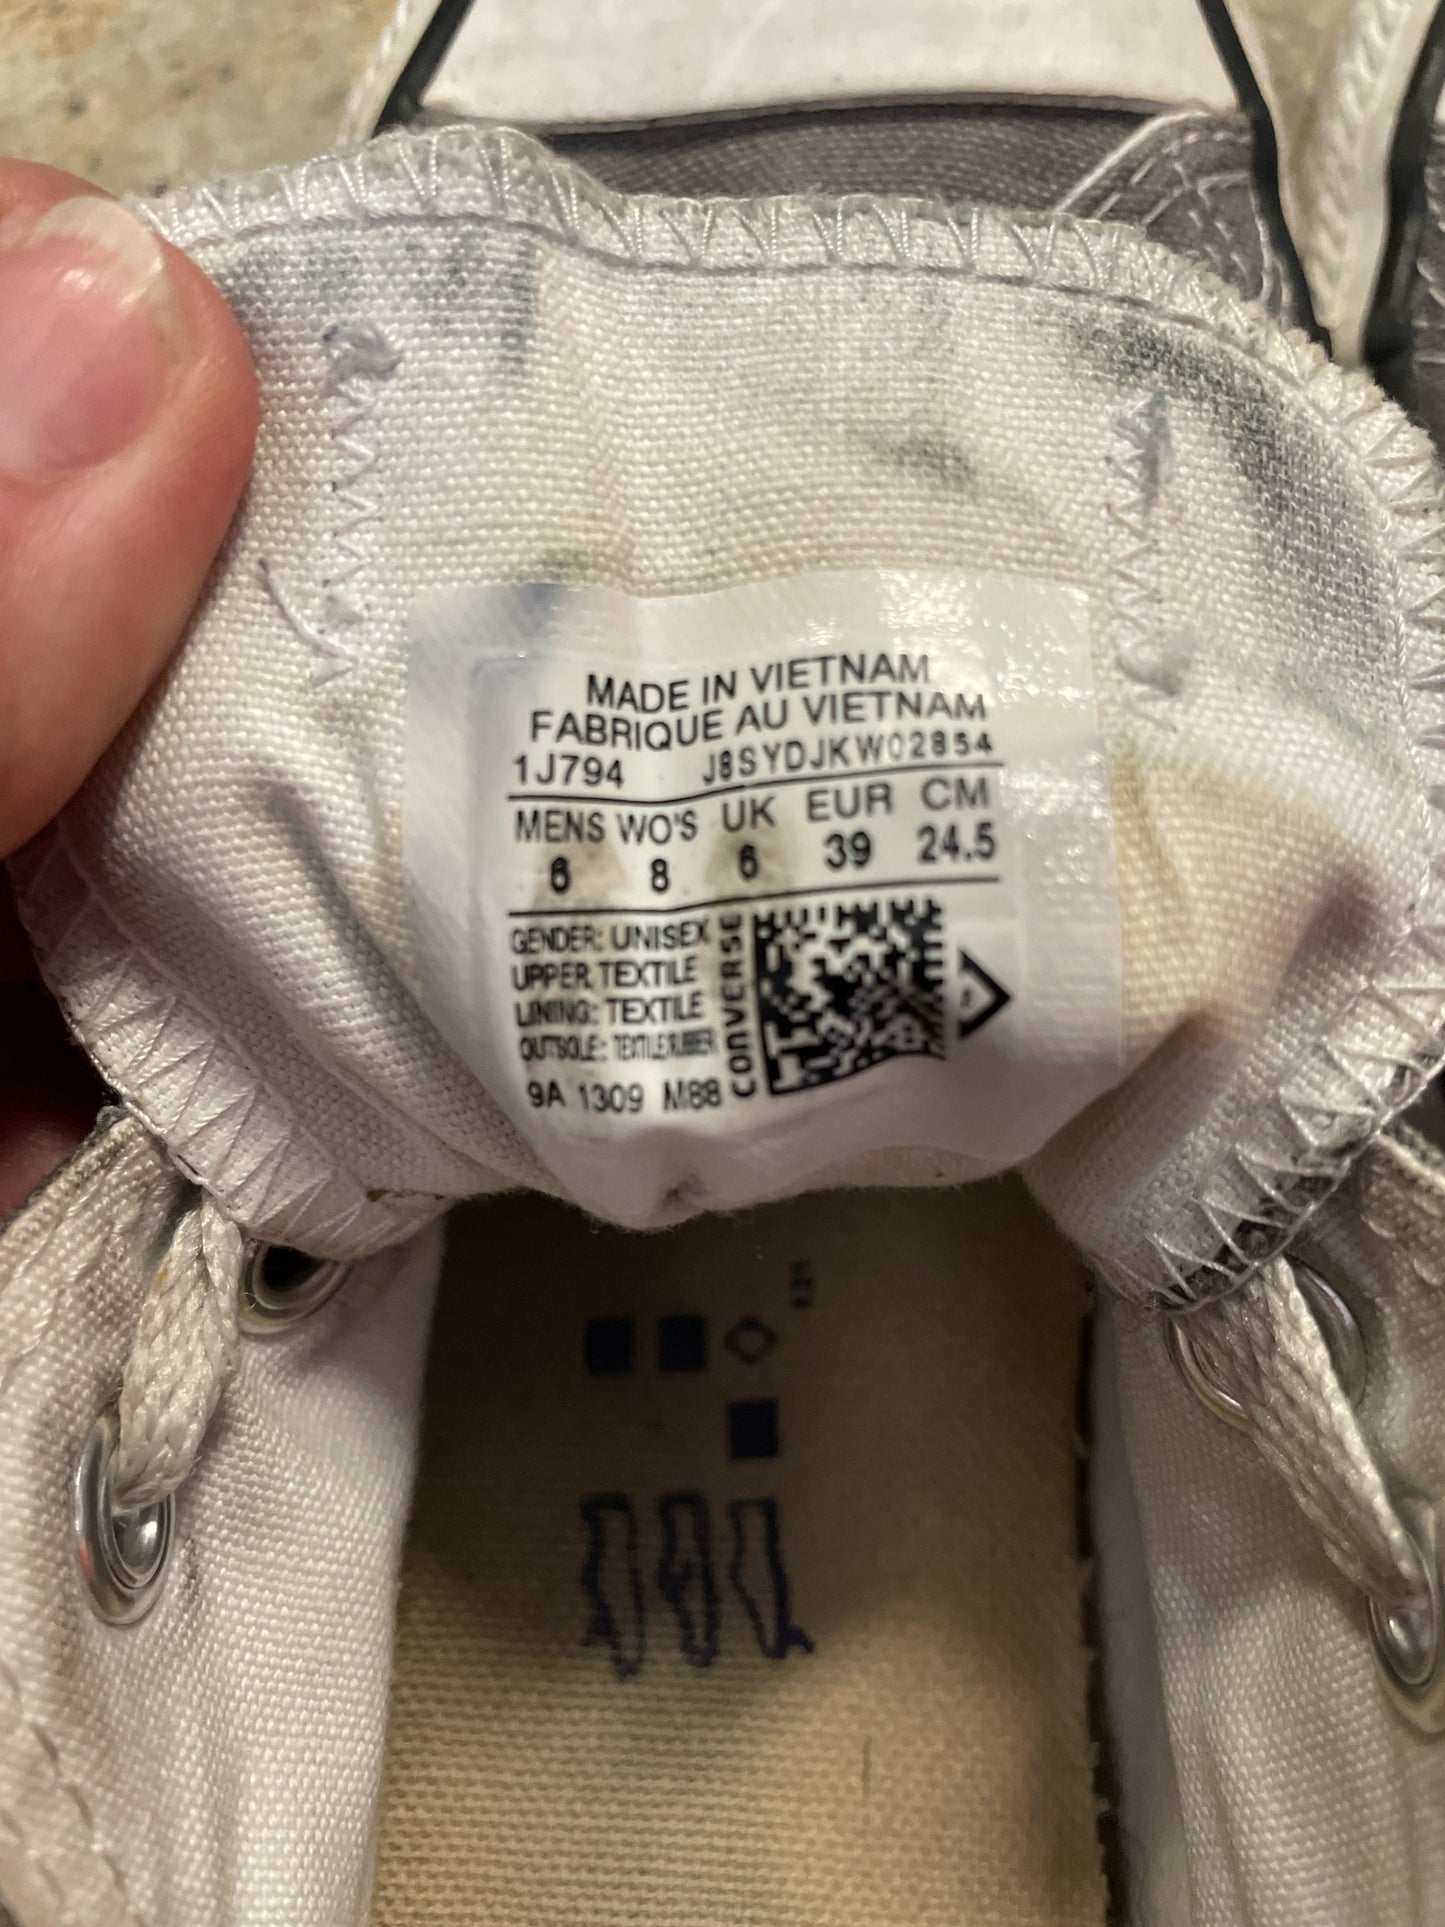 MADE IN VIETNAM
FABRIQUE AU VIETNAM
1J794 J8SYDJKW02854
MENS WO'S UK EUR CM
6 8 6 39 24.5
GENDER: UNISEX
UPPER TEXTILE
LINING: TEXTILE
OUTSOLE: TEXTILE RUBBER
9A 1309 M88
CONVERSE